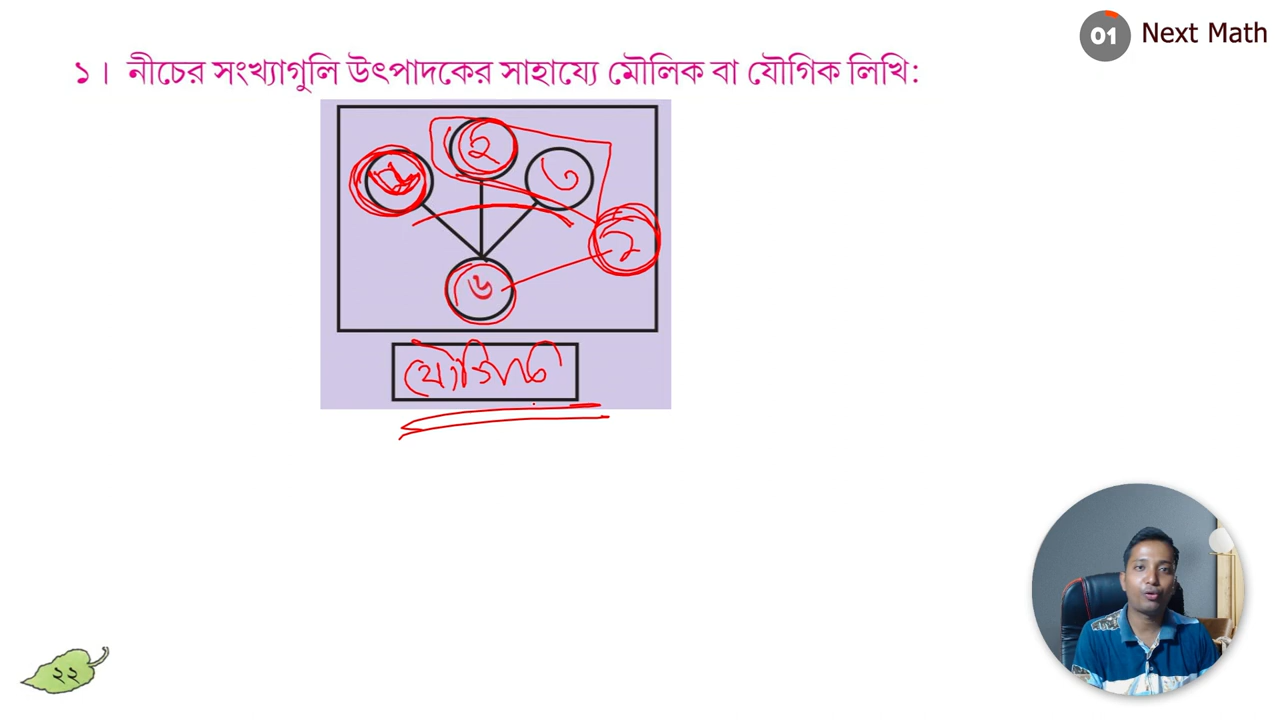 01 Next Math
১। নীচের সংখ্যাগুলি উৎপাদকের সাহায্যে মৌলিক বা যৌগিক লিখি:
২ ৩
৬
যৌগিক
২২